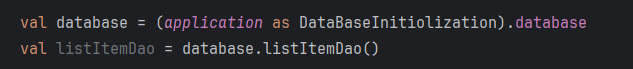 val database = (application as DataBaseInitiolization).database
val listItemDao = database.listItemDao()